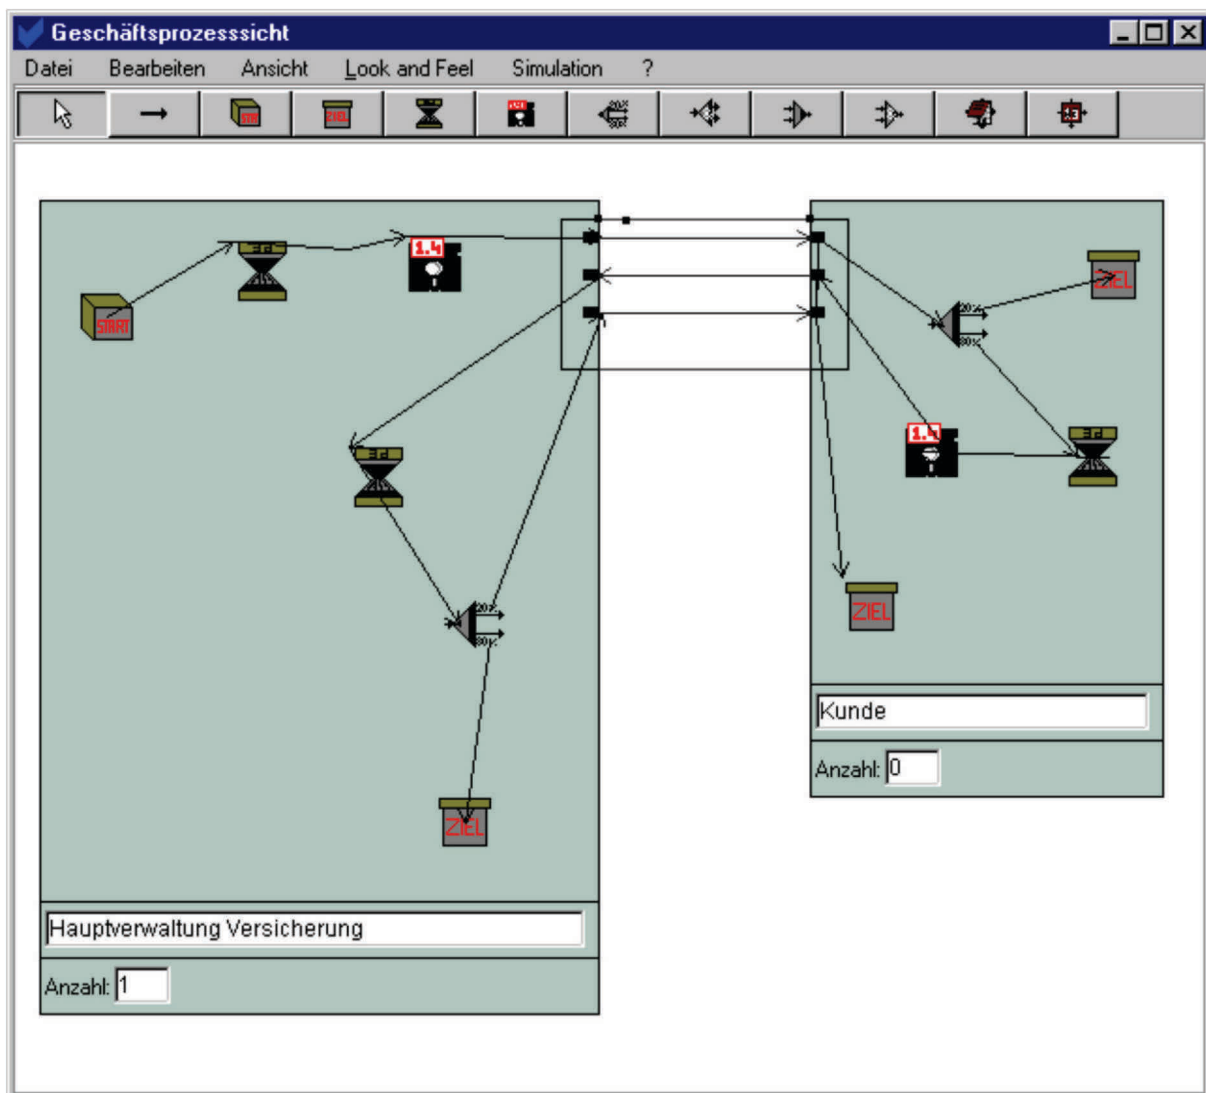 Geschäftsprozesssicht
Datei Bearbeiten Ansicht Look and Feel Simulation ?
START
ZIEL
1.4
20%
80%
ZIEL
1.4
ZIEL
20%
80%
Kunde
Anzahl: 0
ZIEL
Hauptverwaltung Versicherung
Anzahl: 1